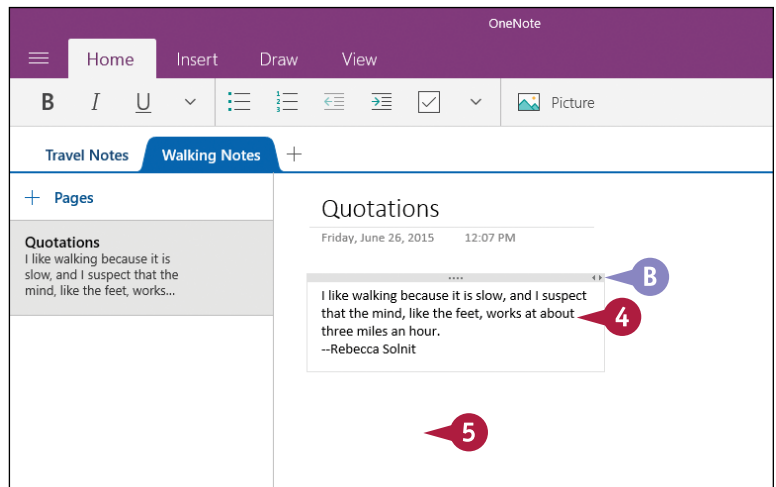 OneNote
Home Insert Draw View
B I U 1 2 3 Picture
Travel Notes Walking Notes
Pages
Quotations
I like walking because it is
slow, and I suspect that the
mind, like the feet, works...
Quotations
Friday, June 26, 2015 12:07 PM
B
I like walking because it is slow, and I suspect
that the mind, like the feet, works at about
three miles an hour.
--Rebecca Solnit
4
5